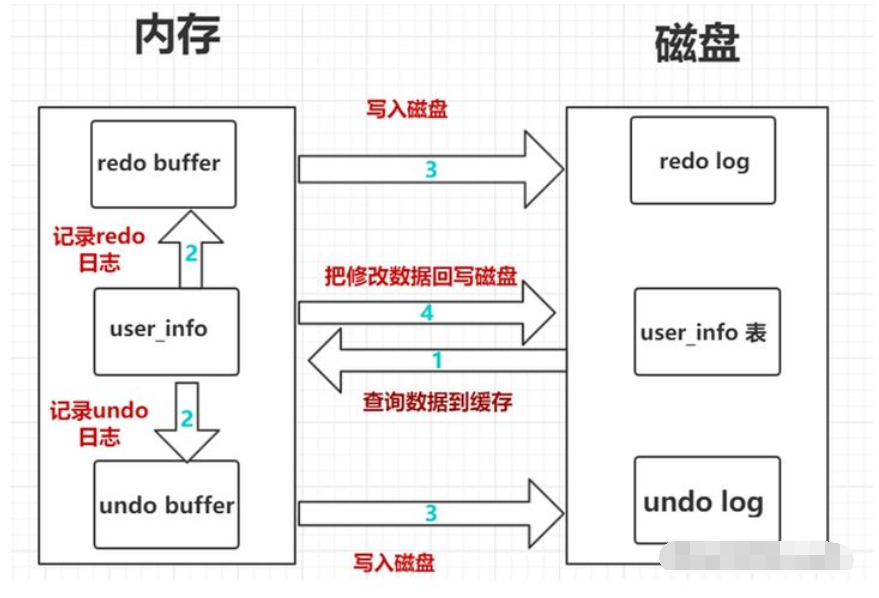 内存
磁盘
写入磁盘
redo buffer
3
redo log
记录redo
日志
2
把修改数据回写磁盘
user_info
4
user_info 表
1
查询数据到缓存
记录undo
日志
2
undo buffer
3
undo log
写入磁盘